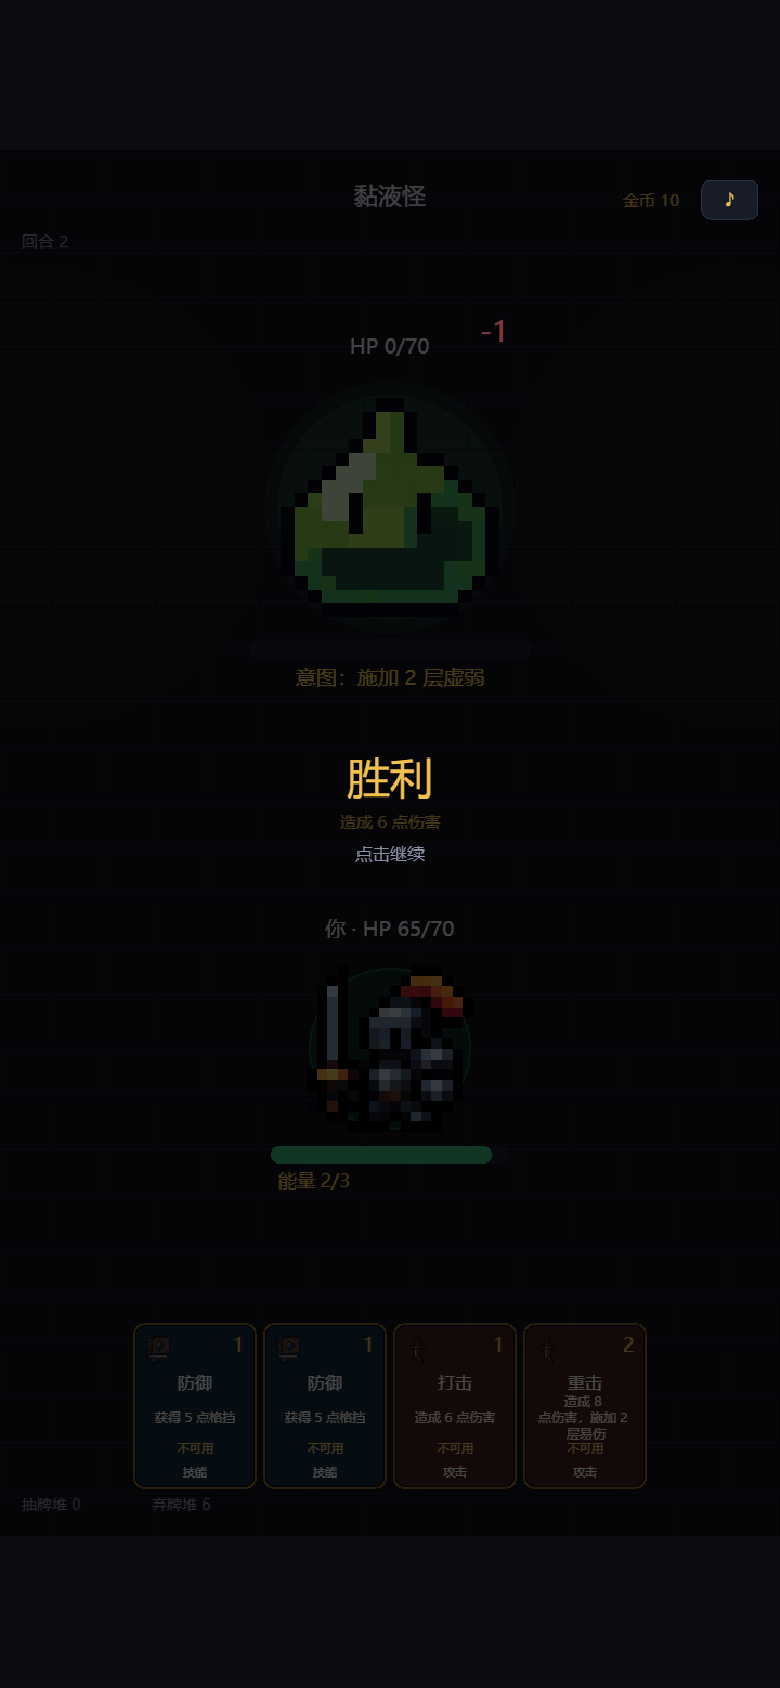 黏液怪
金币 10
♪
回合 2
-1
HP 0/70
意图：施加 2 层虚弱
胜利
造成 6 点伤害
点击继续
你 · HP 65/70
能量 2/3
1
防御
获得 5 点格挡
不可用
技能
1
防御
获得 5 点格挡
不可用
技能
1
打击
造成 6 点伤害
不可用
攻击
2
重击
造成 8
点伤害，施加 2
层易伤
不可用
攻击
抽牌堆 0
弃牌堆 6